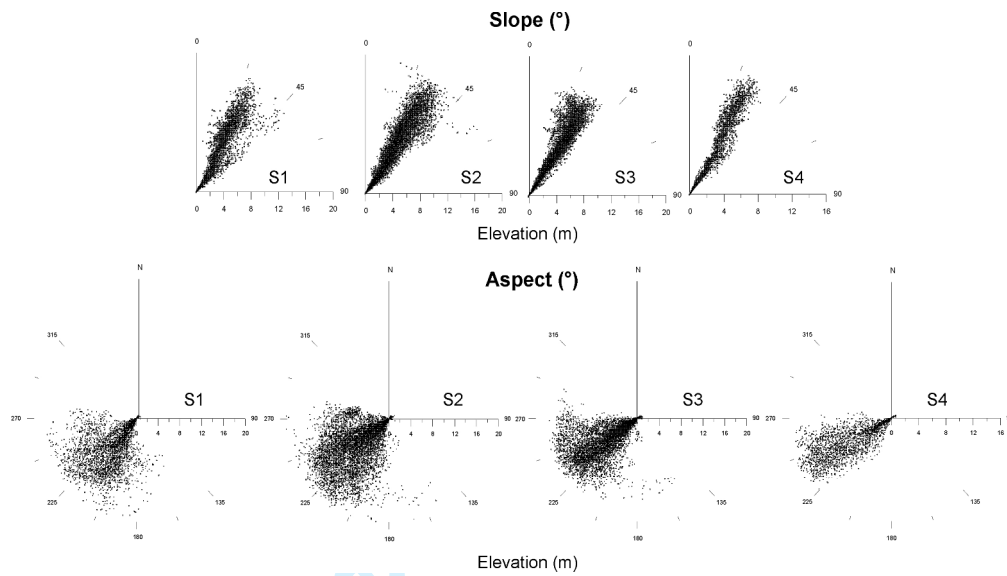 Slope (°)
0 0 0 0
45 45 45 45
S1 S2 S3 S4
90 90 90 90
0 4 8 12 16 20 0 4 8 12 16 20 0 4 8 12 16 20 0 4 8 12 16
Elevation (m)
Aspect (°)
N N N N
315 315 315 315
S1 S2 S3 S4
270 90 270 90 270 90 270
0 4 8 12 16 20 0 4 8 12 16 20 0 4 8 12 16 20 0 4 8 12 16
225 135 225 135 225 135 225 135
180 180 180 180
Elevation (m)